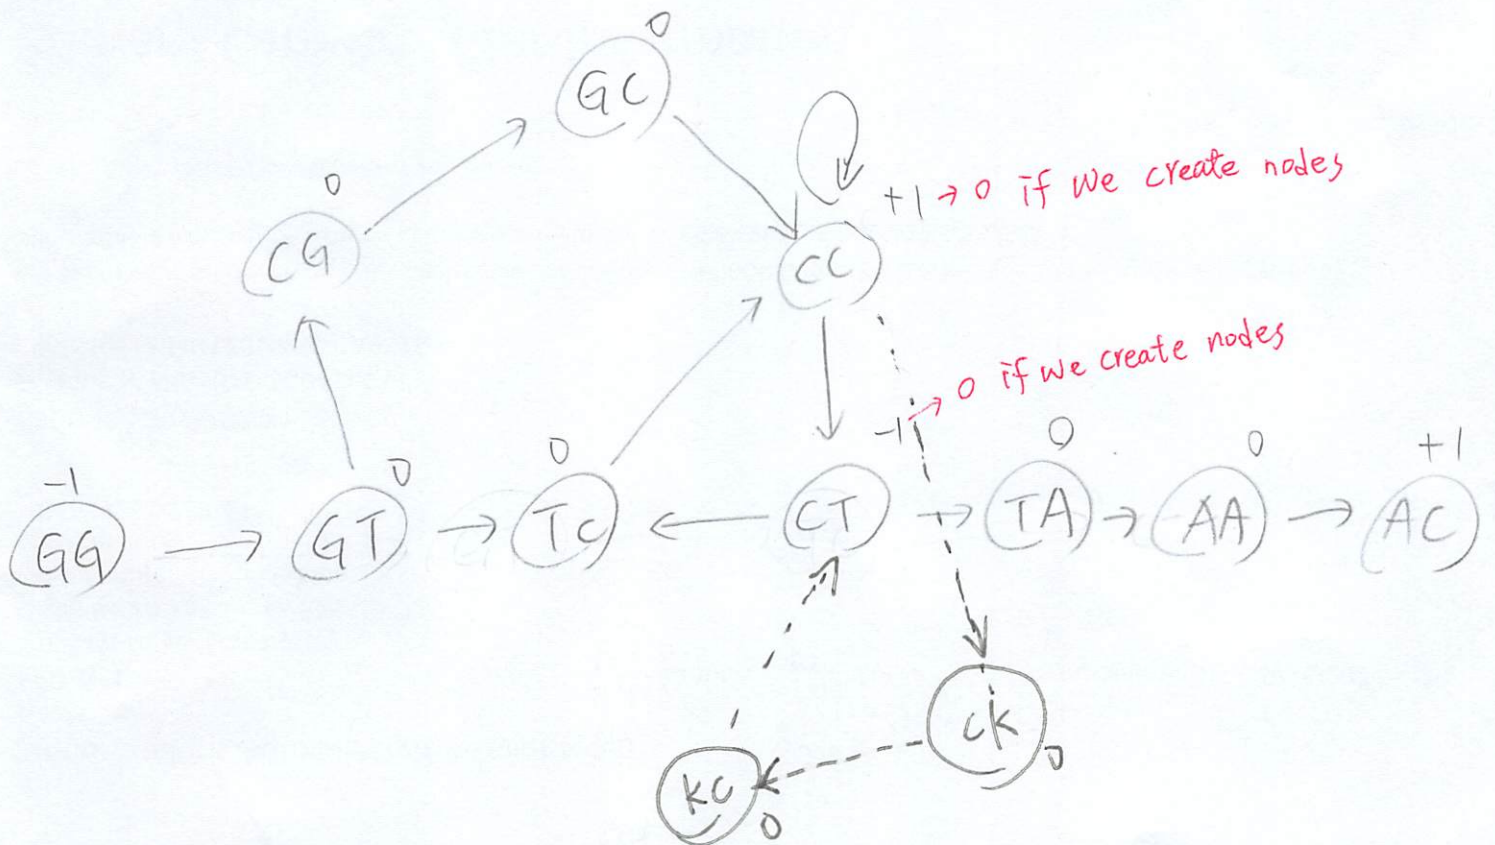 0
GC
+1 → 0 if we create nodes
0
CG
CC
→ 0 if we create nodes
-1
-1
0
0
0
0
+1
GG
GT
TC
CT
TA
AA
AC
CK
0
KC
0